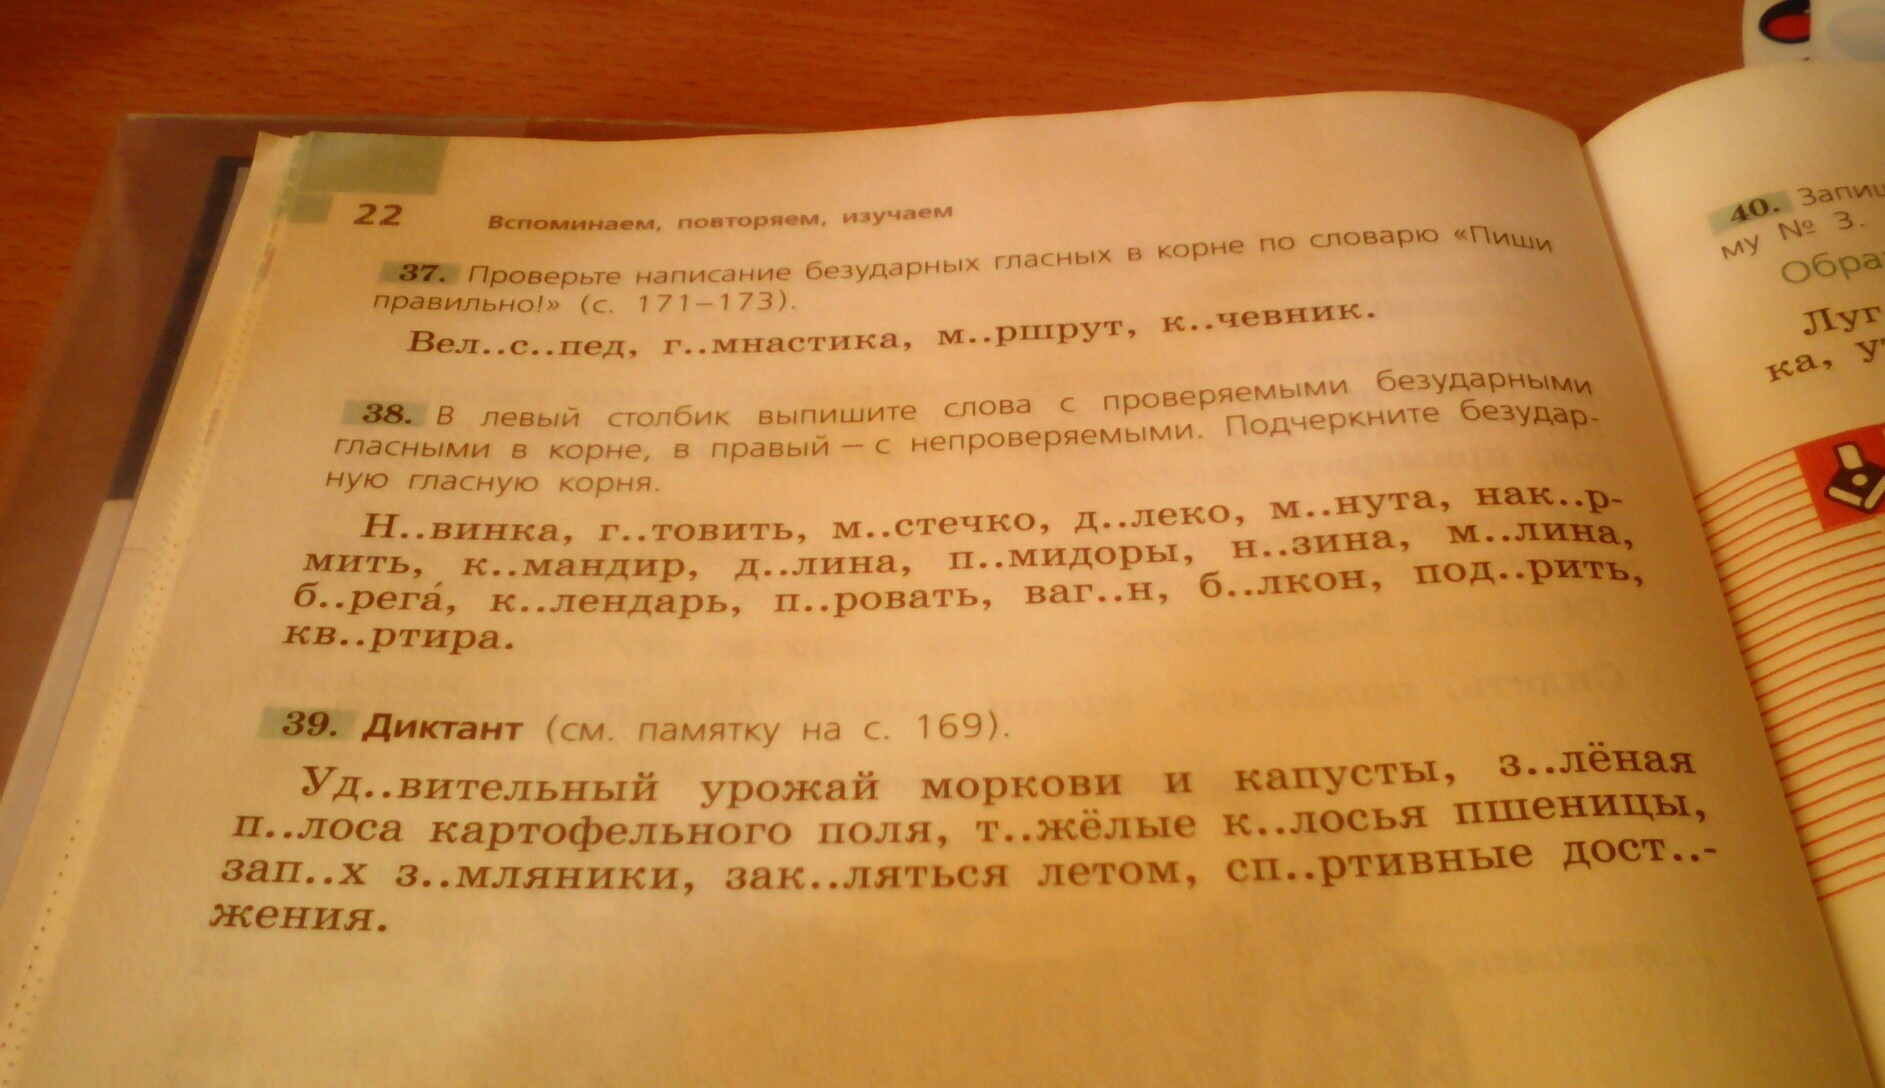 22 Вспоминаем, повторяем, изучаем
37. Проверьте написание безударных гласных в корне по словарю «Пиши
правильно!» (с. 171–173).
Вел..с..пед, г..мнастика, м..ршрут, к..чевник.
38. В левый столбик выпишите слова с проверяемыми безударными
гласными в корне, в правый — с непроверяемыми. Подчеркните безудар-
ную гласную корня.
Н..винка, г..товить, м..стечко, д..леко, м..нута, нак..р-
мить, к..мандир, д..лина, п..мидоры, н..зина, м..лина,
б..рега́, к..лендарь, п..ровать, ваг..н, б..лкон, под..рить,
кв..ртира.
39. Диктант (см. памятку на с. 169).
Уд..вительный урожай моркови и капусты, з..лёная
п..лоса картофельного поля, т..жёлые к..лосья пшеницы,
зап..х з..мляники, зак..ляться летом, сп..ртивные дост..-
жения.
40. Запиш
му № 3.
Обра
Луг
ка, у